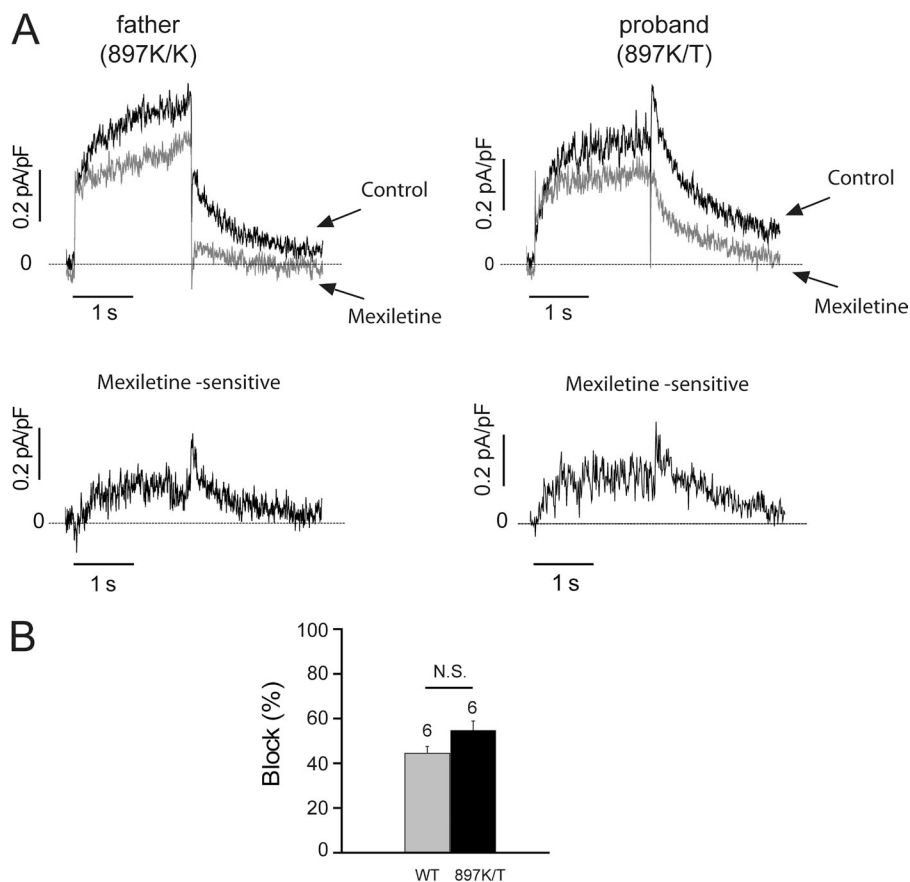 A
father
(897K/K)
proband
(897K/T)
0.2 pA/pF
Control
0
1 s
Mexiletine
0.2 pA/pF
Control
0
1 s
Mexiletine
Mexiletine -sensitive
0.2 pA/pF
0
1 s
Mexiletine -sensitive
0.2 pA/pF
0
1 s
B
Block (%)
100
80
60
40
20
0
N.S.
6
6
WT
897K/T